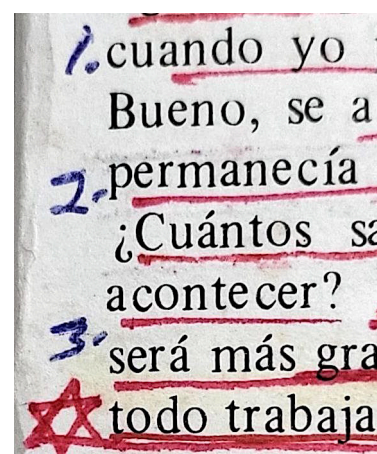 1. cuando yo
Bueno, se a
2. permanecía
¿Cuántos sa
acontecer?
3. será más gra
todo trabaja